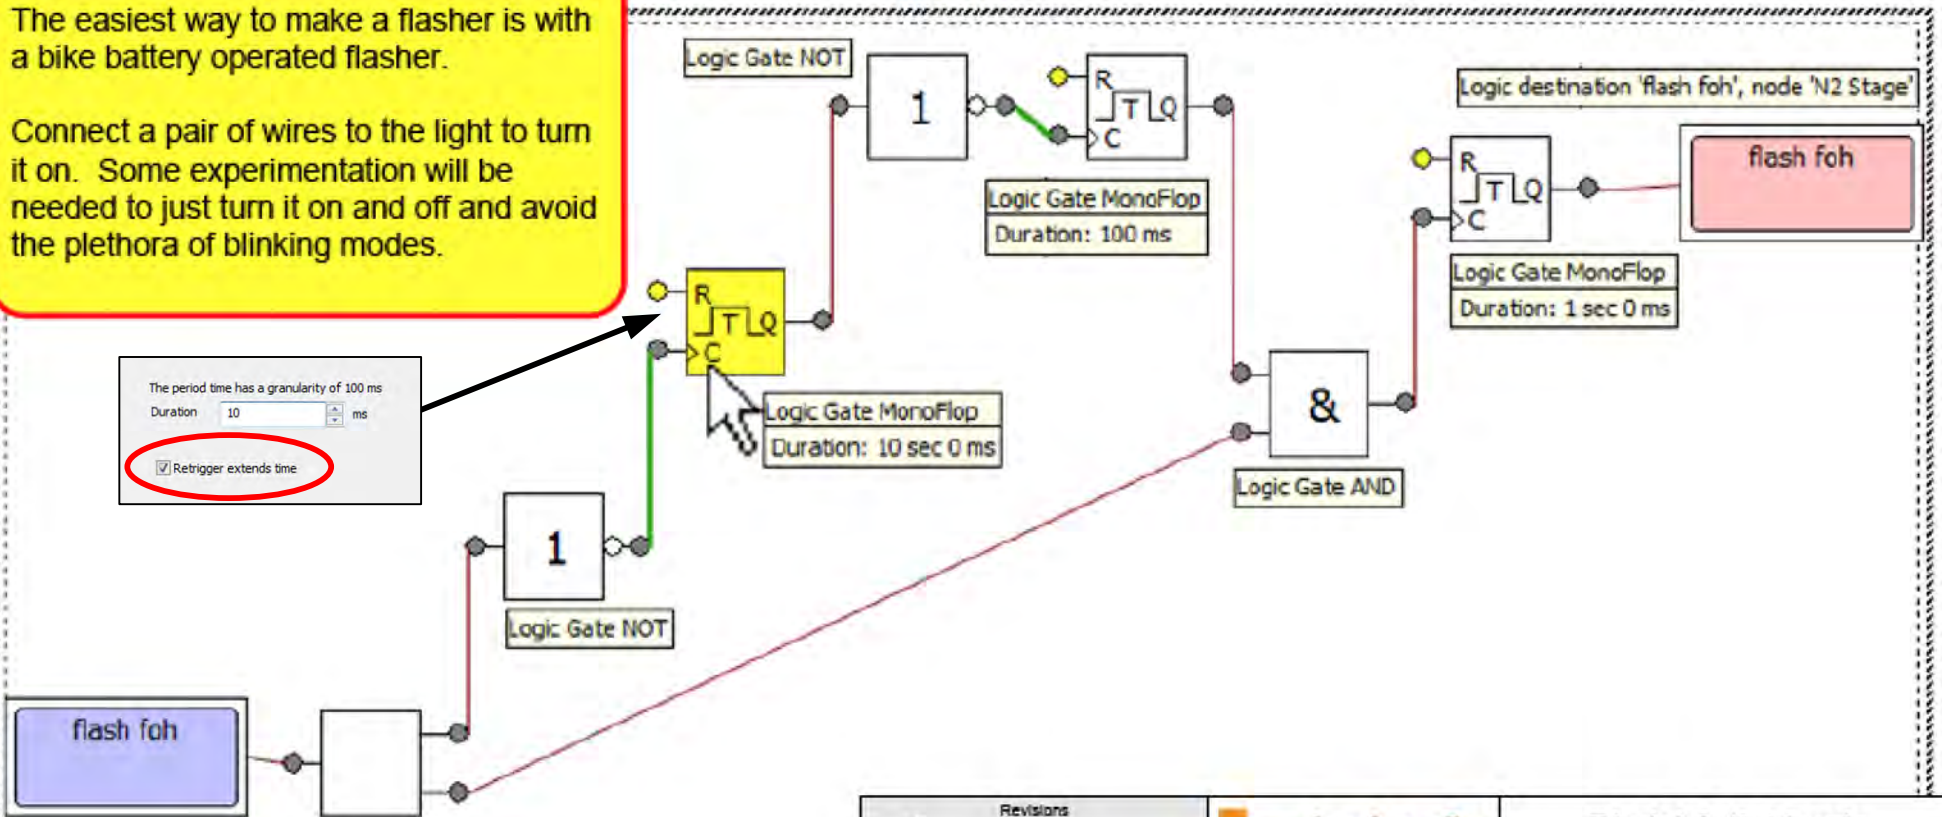 The easiest way to make a flasher is with
a bike battery operated flasher.
Connect a pair of wires to the light to turn
it on. Some experimentation will be
needed to just turn it on and off and avoid
the plethora of blinking modes.
Logic Gate NOT
1
R
T
Q
C
Logic Gate MonoFlop
Duration: 100 ms
Logic destination 'flash foh', node 'N2 Stage'
R
T
Q
C
flash foh
Logic Gate MonoFlop
Duration: 1 sec 0 ms
R
T
Q
C
Logic Gate MonoFlop
Duration: 10 sec 0 ms
The period time has a granularity of 100 ms
Duration 10 ms
Retrigger extends time
&
Logic Gate AND
1
Logic Gate NOT
flash foh
Revisions